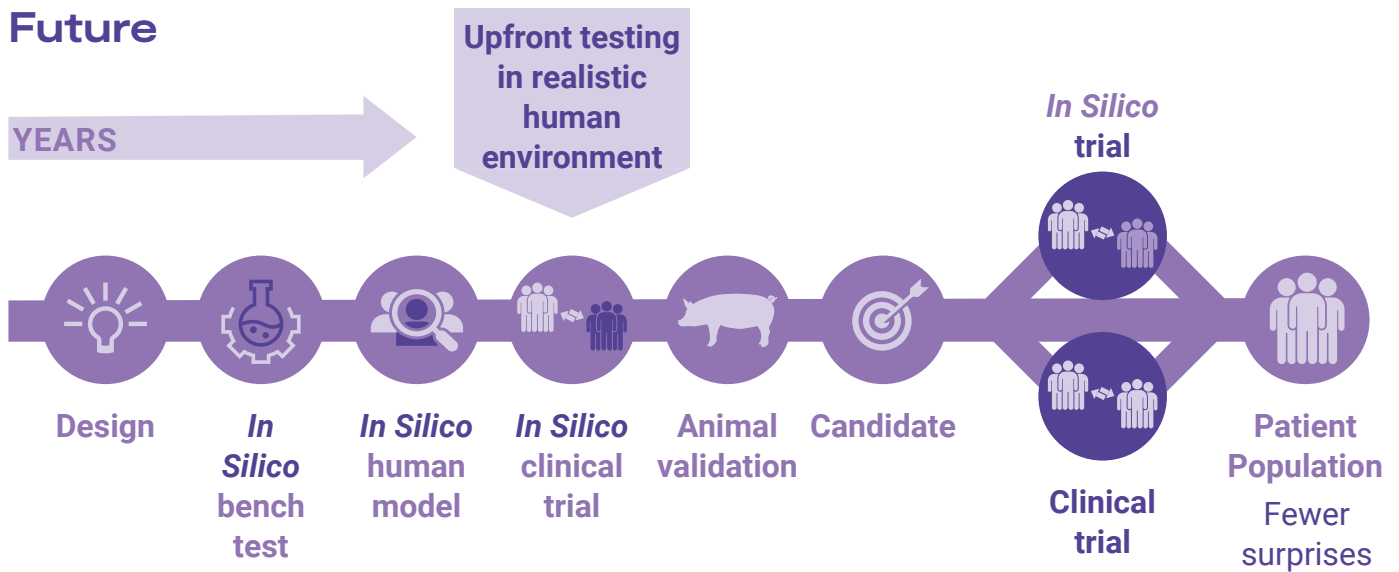 Future
YEARS
Upfront testing
in realistic
human
environment
In Silico
trial
Design
In
Silico
bench
test
In Silico
human
model
In Silico
clinical
trial
Animal
validation
Candidate
Clinical
trial
Patient
Population
Fewer
surprises